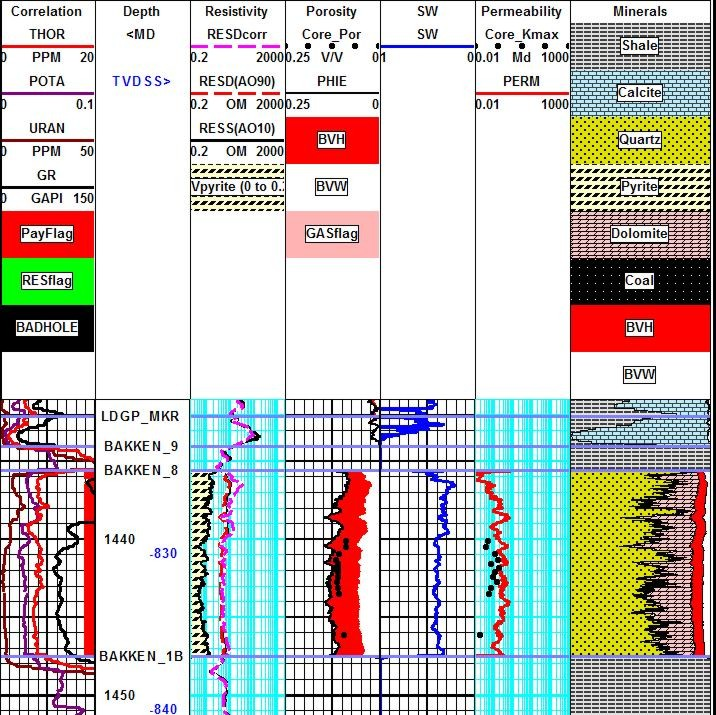 Correlation Depth Resistivity Porosity SW Permeability Minerals
THOR <MD RESDcorr Core_Por SW Core_Kmax
Shale
0 PPM 20 0.2 2000 0.25 V/V 0 1 0 0.01 Md 1000
POTA TVDSS> RESD(AO90) PHIE PERM
Calcite
0 0.1 0.2 OM 2000 0.25 0 0.01 1000
URAN RESS(AO10) BVH Quartz
0 PPM 50 0.2 OM 2000
GR Vpyrite (0 to 0. BVW Pyrite
0 GAPI 150
PayFlag GASflag Dolomite
RESflag Coal
BADHOLE BVH
BVW
LDGP_MKR
BAKKEN_9
BAKKEN_8
1440
-830
BAKKEN_1B
1450
-840